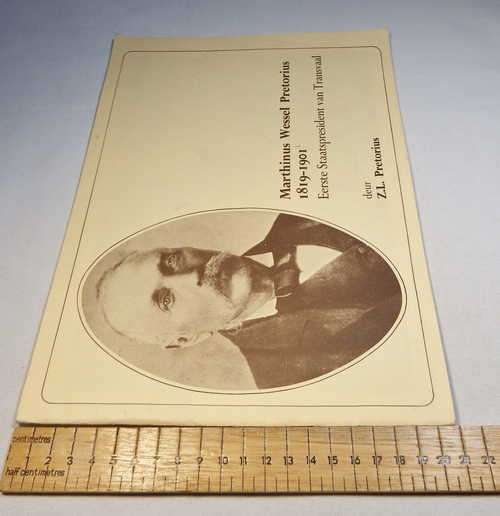 Marthinus Wessel Pretorius
1819-1901
Eerste Staatspresident van Transvaal
deur
Z.L. Pretorius
centimetres
1 2 3 4 5 6 7 8 9 10 11 12 13 14 15 16 17 18 19 20 21 22
half centimetres